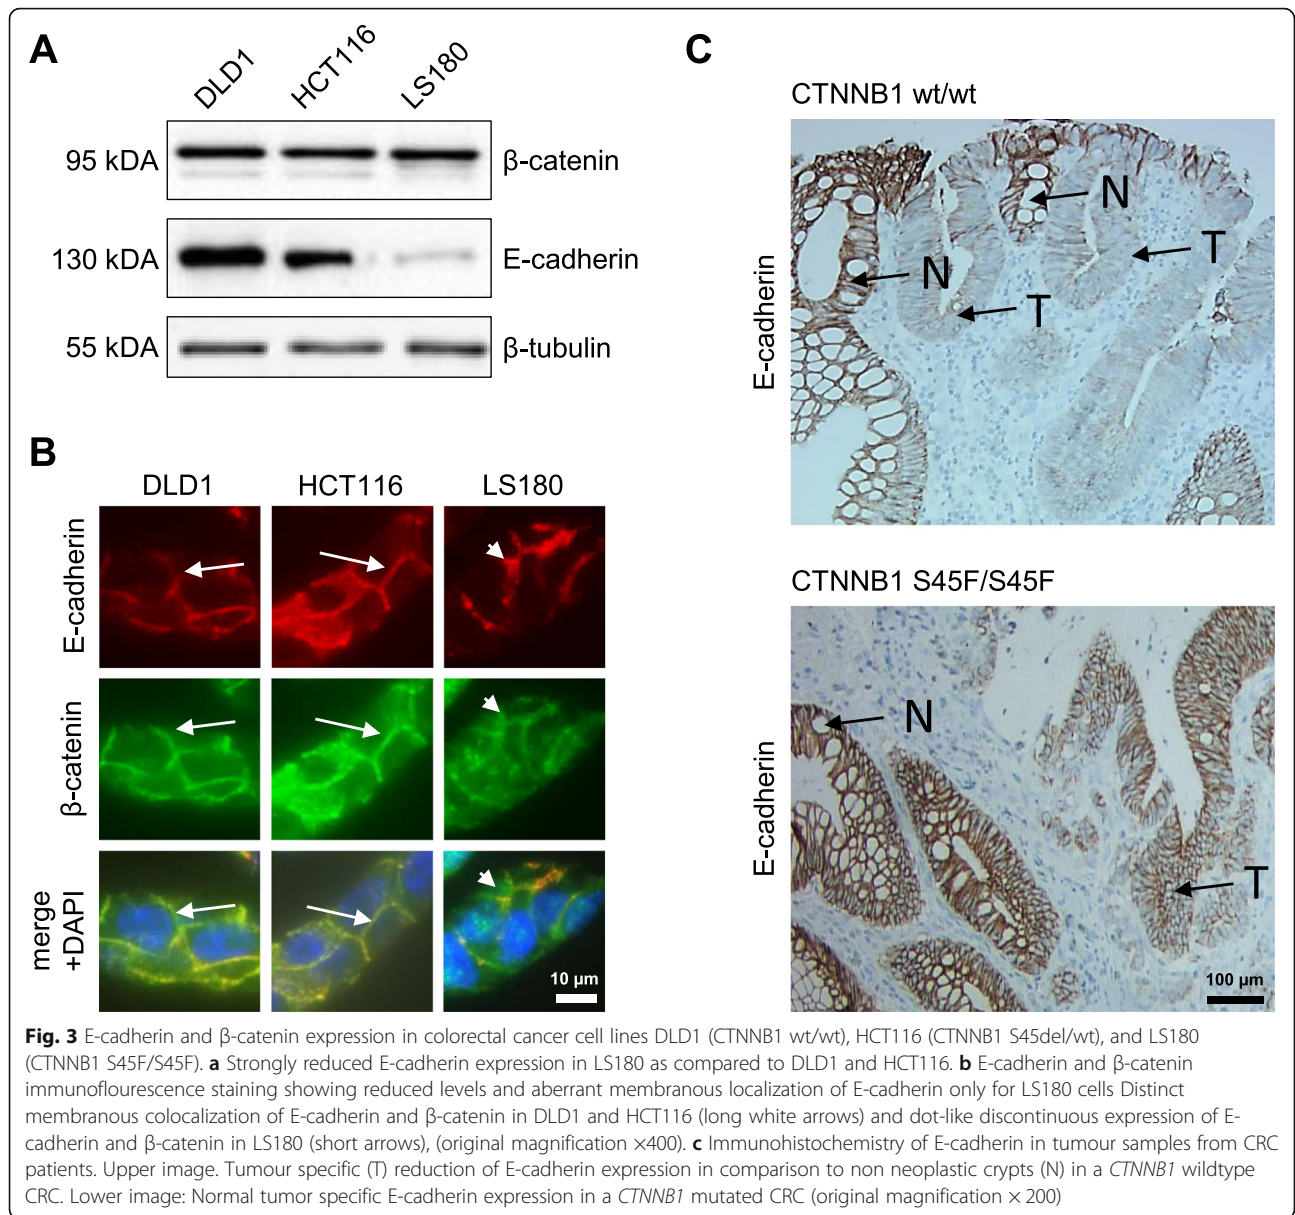 A
DLD1
HCT116
LS180
95 kDA
β-catenin
130 kDA
E-cadherin
55 kDA
β-tubulin
B
DLD1
HCT116
LS180
E-cadherin
β-catenin
merge
+DAPI
10 µm
C
CTNNB1 wt/wt
E-cadherin
N
N
T
T
CTNNB1 S45F/S45F
E-cadherin
N
T
100 µm
Fig. 3 E-cadherin and β-catenin expression in colorectal cancer cell lines DLD1 (CTNNB1 wt/wt), HCT116 (CTNNB1 S45del/wt), and LS180
(CTNNB1 S45F/S45F). a Strongly reduced E-cadherin expression in LS180 as compared to DLD1 and HCT116. b E-cadherin and β-catenin
immunoflourescence staining showing reduced levels and aberrant membranous localization of E-cadherin only for LS180 cells Distinct
membranous colocalization of E-cadherin and β-catenin in DLD1 and HCT116 (long white arrows) and dot-like discontinuous expression of E-
cadherin and β-catenin in LS180 (short arrows), (original magnification ×400). c Immunohistochemistry of E-cadherin in tumour samples from CRC
patients. Upper image. Tumour specific (T) reduction of E-cadherin expression in comparison to non neoplastic crypts (N) in a CTNNB1 wildtype
CRC. Lower image: Normal tumor specific E-cadherin expression in a CTNNB1 mutated CRC (original magnification × 200)